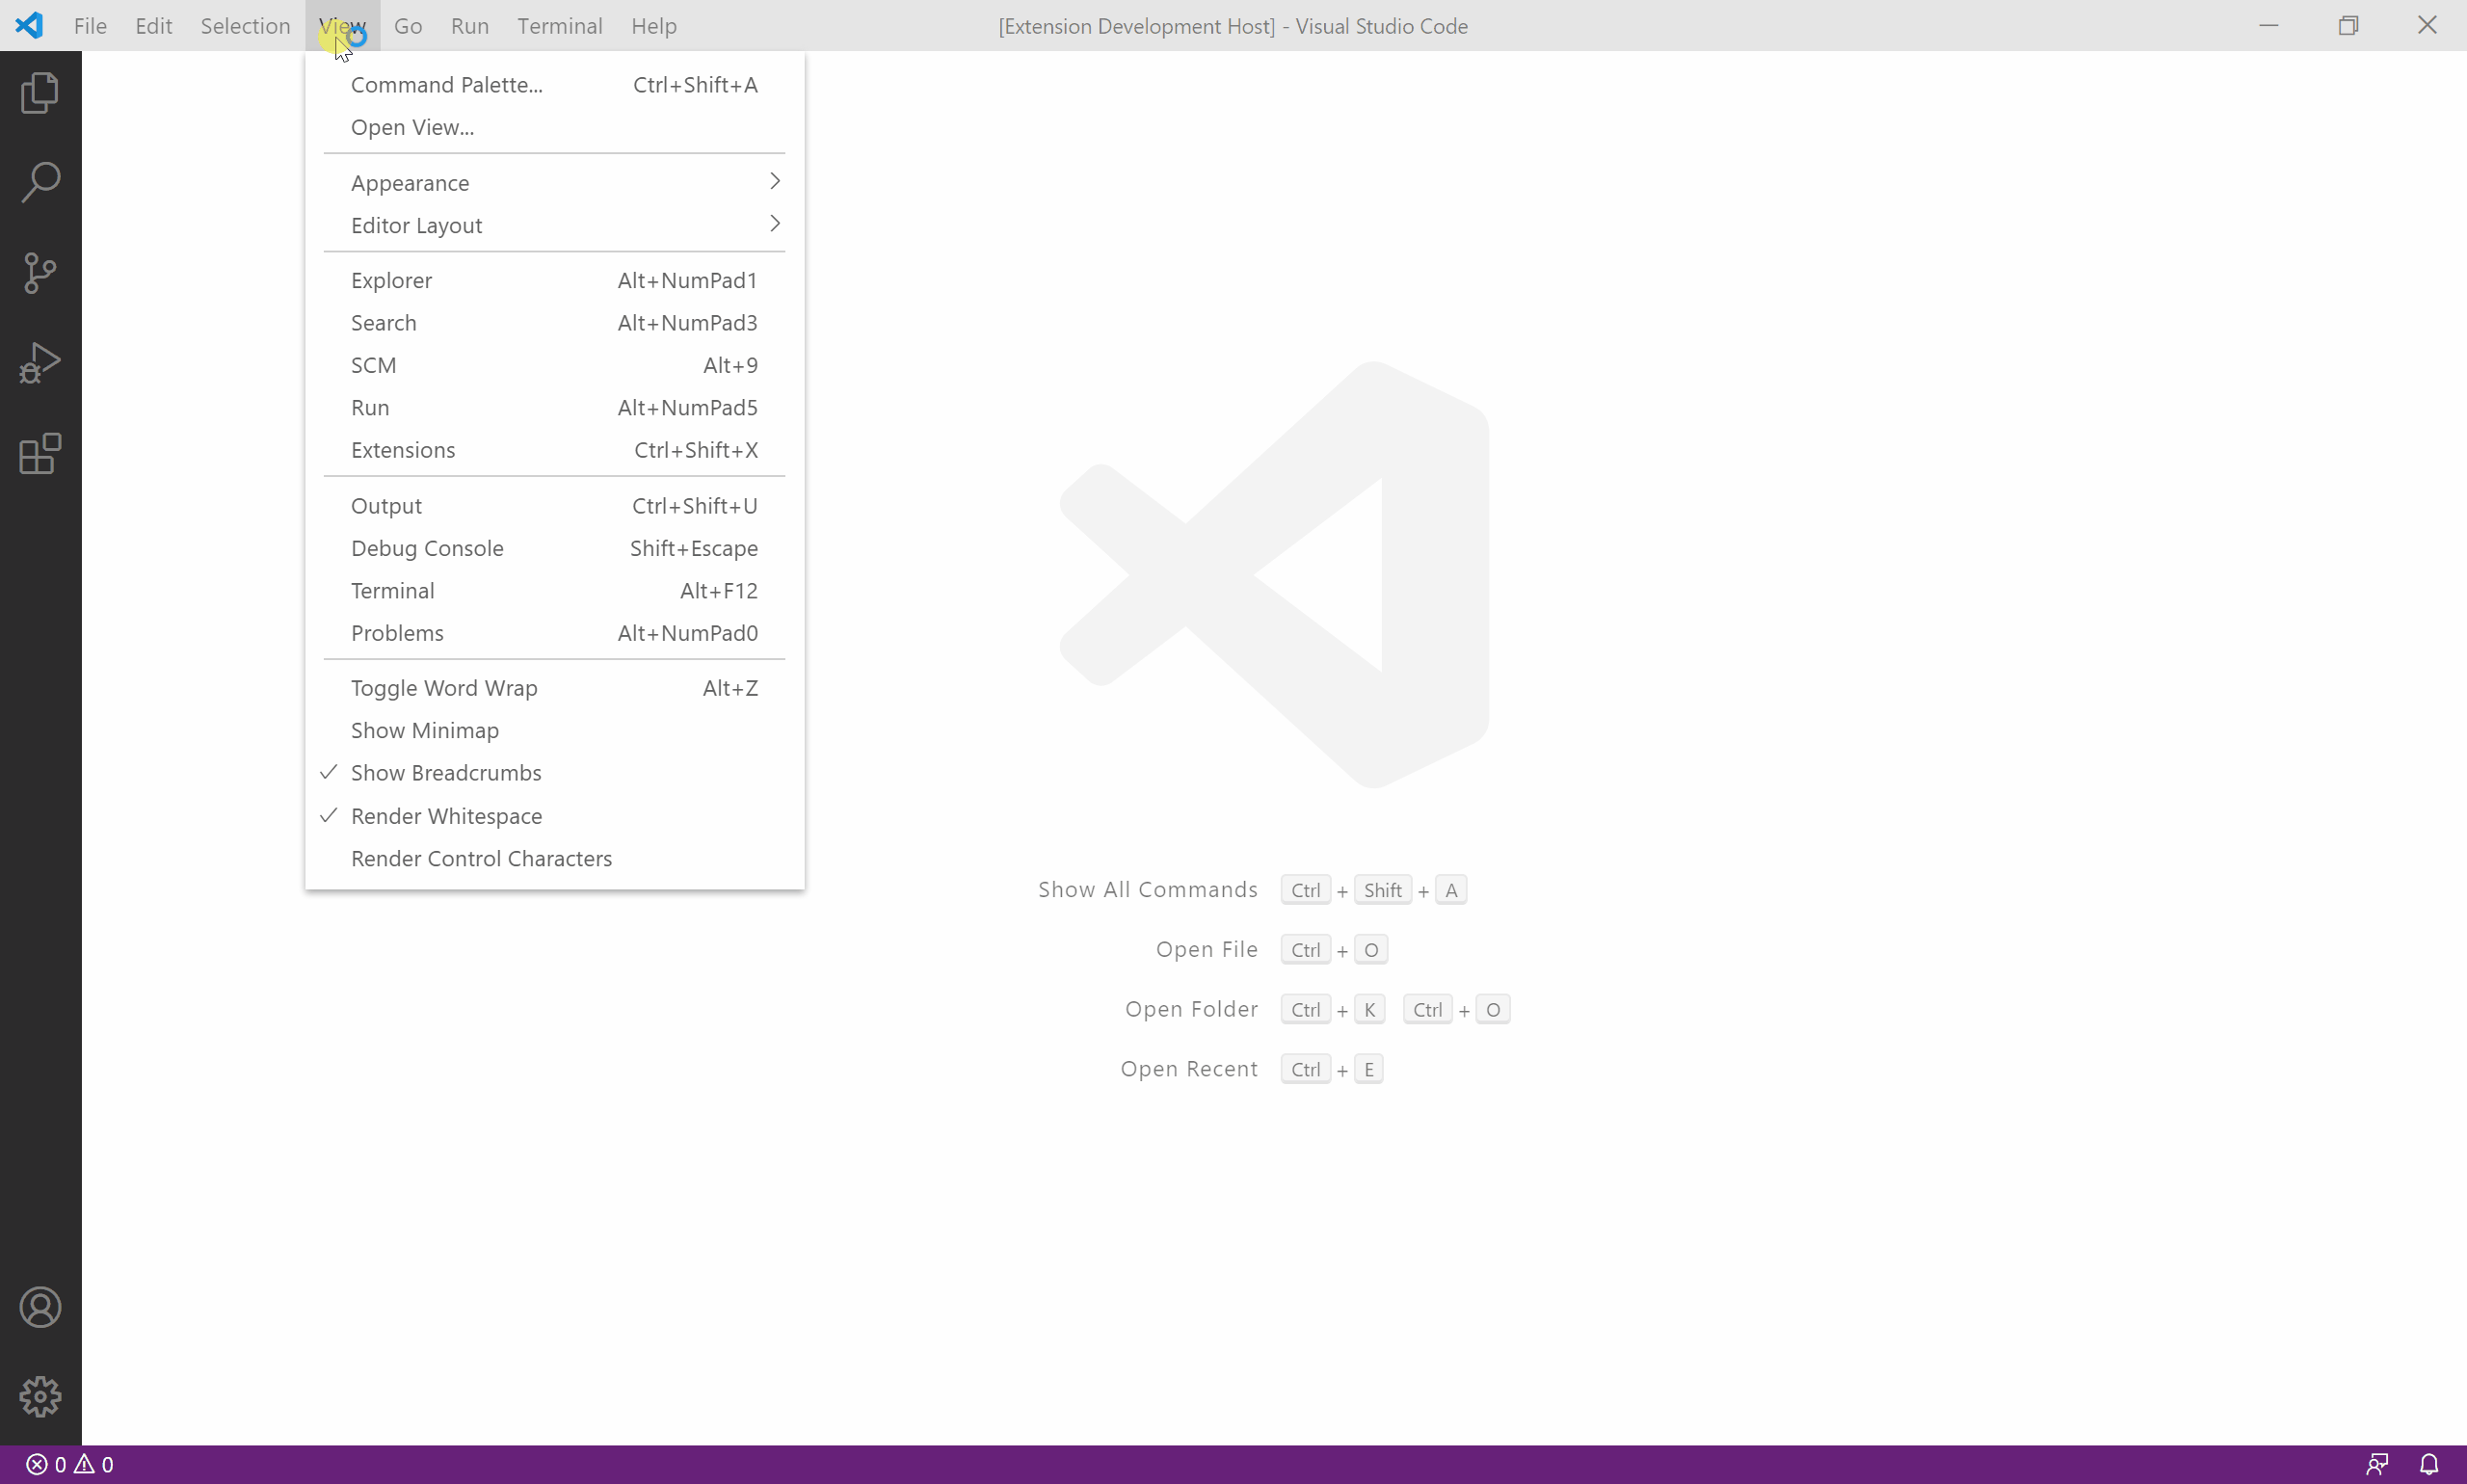 File Edit Selection View Go Run Terminal Help [Extension Development Host] - Visual Studio Code
Command Palette... Ctrl+Shift+A
Open View...
Appearance
Editor Layout
Explorer Alt+NumPad1
Search Alt+NumPad3
SCM Alt+9
Run Alt+NumPad5
Extensions Ctrl+Shift+X
Output Ctrl+Shift+U
Debug Console Shift+Escape
Terminal Alt+F12
Problems Alt+NumPad0
Toggle Word Wrap Alt+Z
Show Minimap
Show Breadcrumbs
Render Whitespace
Render Control Characters
Show All Commands Ctrl + Shift + A
Open File Ctrl + O
Open Folder Ctrl + K Ctrl + O
Open Recent Ctrl + E
0 0